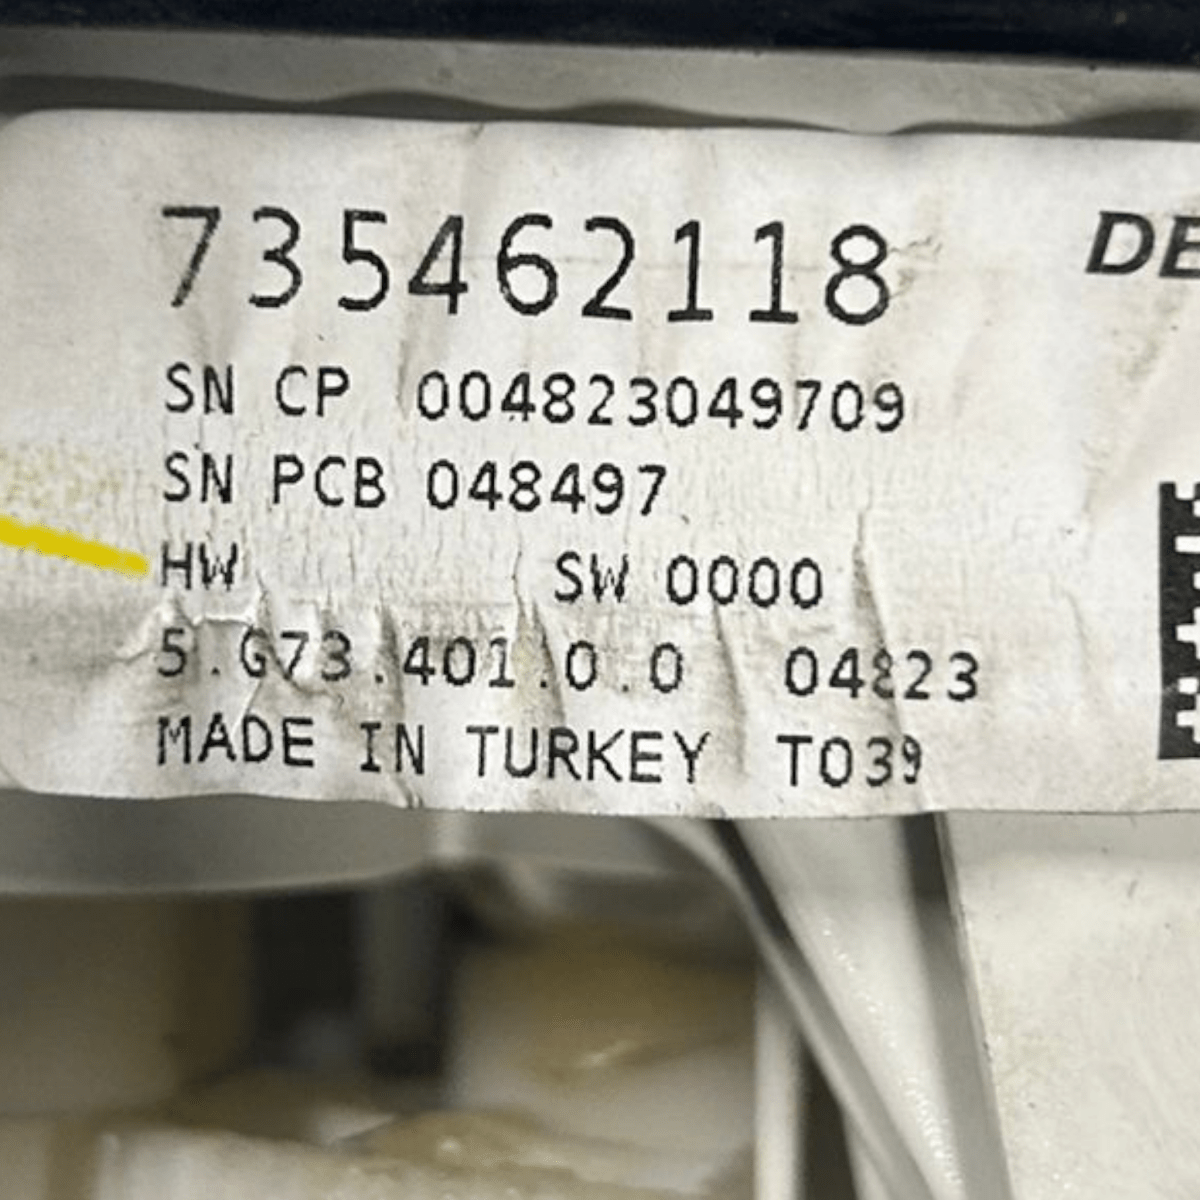 735462118
DE
SN CP 004823049709
SN PCB 048497
HW SW 0000
5.G73.401.0.0 04823
MADE IN TURKEY T039